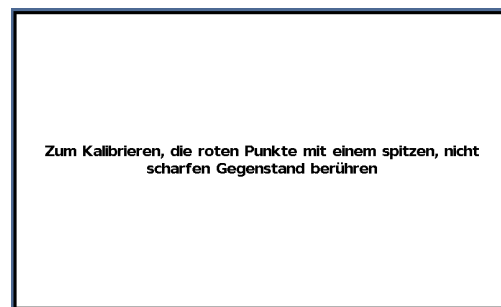 Zum Kalibrieren, die roten Punkte mit einem spitzen, nicht
scharfen Gegenstand berühren